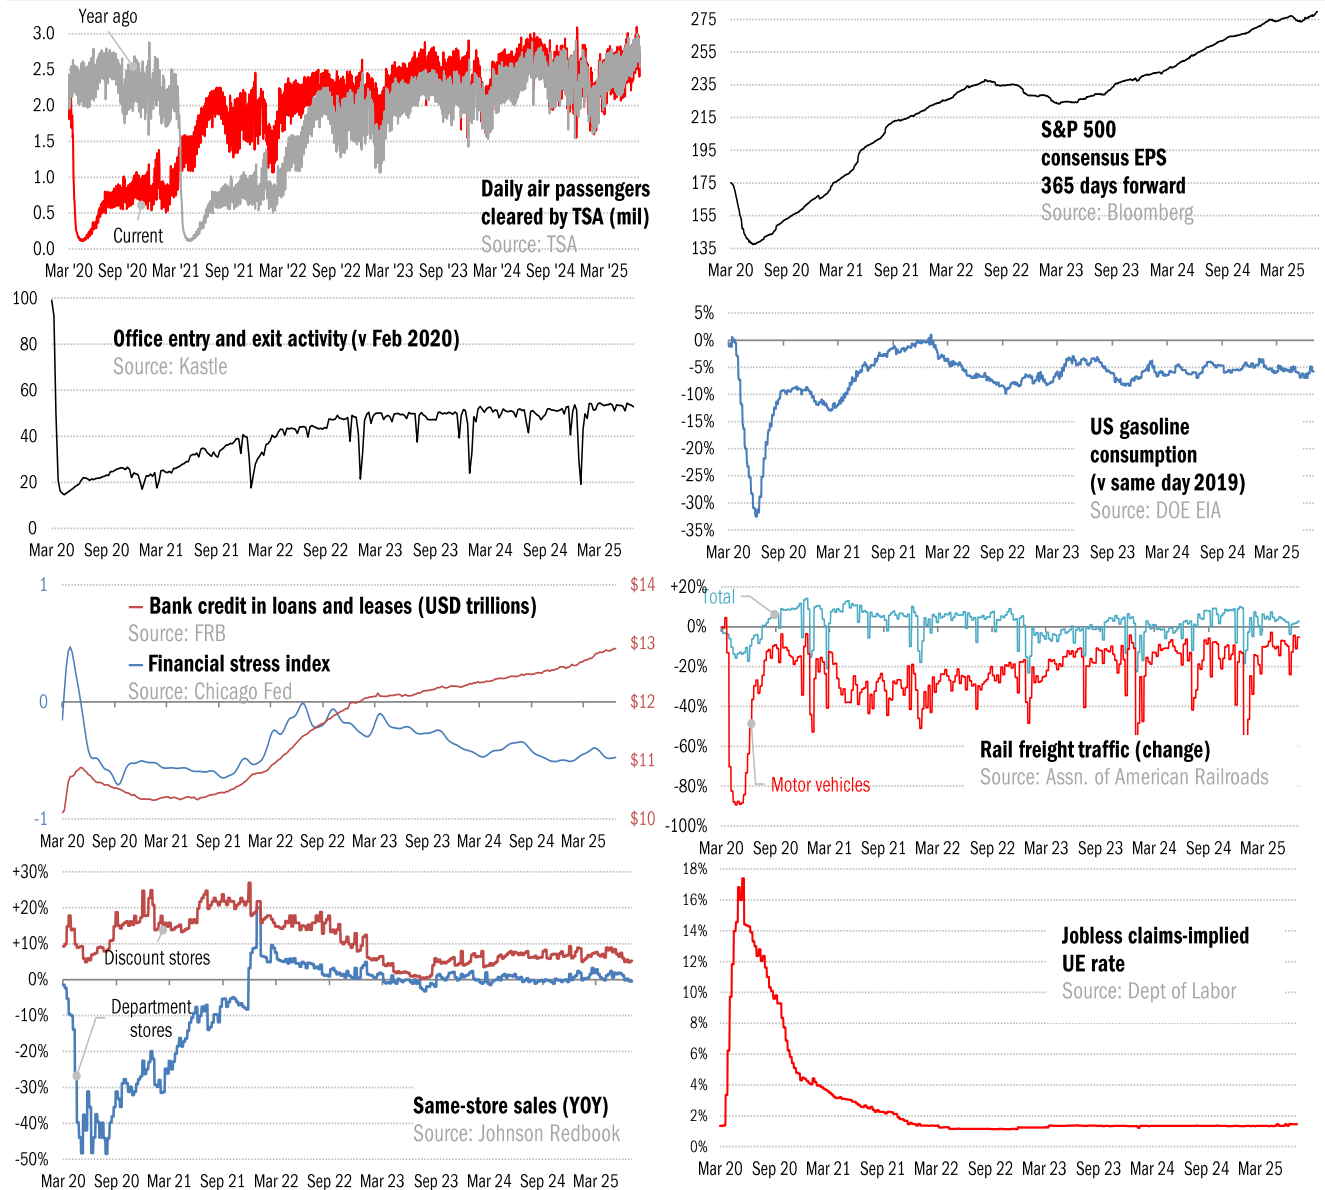 Year ago
3.0
2.5
2.0
1.5
1.0
0.5
0.0
Current
Daily air passengers
cleared by TSA (mil)
Source: TSA
Mar '20 Sep '20 Mar '21 Sep '21 Mar '22 Sep '22 Mar '23 Sep '23 Mar '24 Sep '24 Mar '25
275
255
235
215
195
175
155
135
S&P 500
consensus EPS
365 days forward
Source: Bloomberg
Mar 20 Sep 20 Mar 21 Sep 21 Mar 22 Sep 22 Mar 23 Sep 23 Mar 24 Sep 24 Mar 25
100
80
60
40
20
0
Office entry and exit activity (v Feb 2020)
Source: Kastle
Mar 20 Sep 20 Mar 21 Sep 21 Mar 22 Sep 22 Mar 23 Sep 23 Mar 24 Sep 24 Mar 25
5%
0%
-5%
-10%
-15%
-20%
-25%
-30%
-35%
US gasoline
consumption
(v same day 2019)
Source: DOE EIA
Mar 20 Sep 20 Mar 21 Sep 21 Mar 22 Sep 22 Mar 23 Sep 23 Mar 24 Sep 24 Mar 25
1
0
-1
Bank credit in loans and leases (USD trillions)
Source: FRB
Financial stress index
Source: Chicago Fed
$14
$13
$12
$11
$10
Mar 20 Sep 20 Mar 21 Sep 21 Mar 22 Sep 22 Mar 23 Sep 23 Mar 24 Sep 24 Mar 25
+20%
0%
-20%
-40%
-60%
-80%
-100%
Total
Motor vehicles
Rail freight traffic (change)
Source: Assn. of American Railroads
Mar 20 Sep 20 Mar 21 Sep 21 Mar 22 Sep 22 Mar 23 Sep 23 Mar 24 Sep 24 Mar 25
+30%
+20%
+10%
0%
-10%
-20%
-30%
-40%
-50%
Discount stores
Department
stores
Same-store sales (YOY)
Source: Johnson Redbook
Mar 20 Sep 20 Mar 21 Sep 21 Mar 22 Sep 22 Mar 23 Sep 23 Mar 24 Sep 24 Mar 25
18%
16%
14%
12%
10%
8%
6%
4%
2%
0%
Jobless claims-implied
UE rate
Source: Dept of Labor
Mar 20 Sep 20 Mar 21 Sep 21 Mar 22 Sep 22 Mar 23 Sep 23 Mar 24 Sep 24 Mar 25